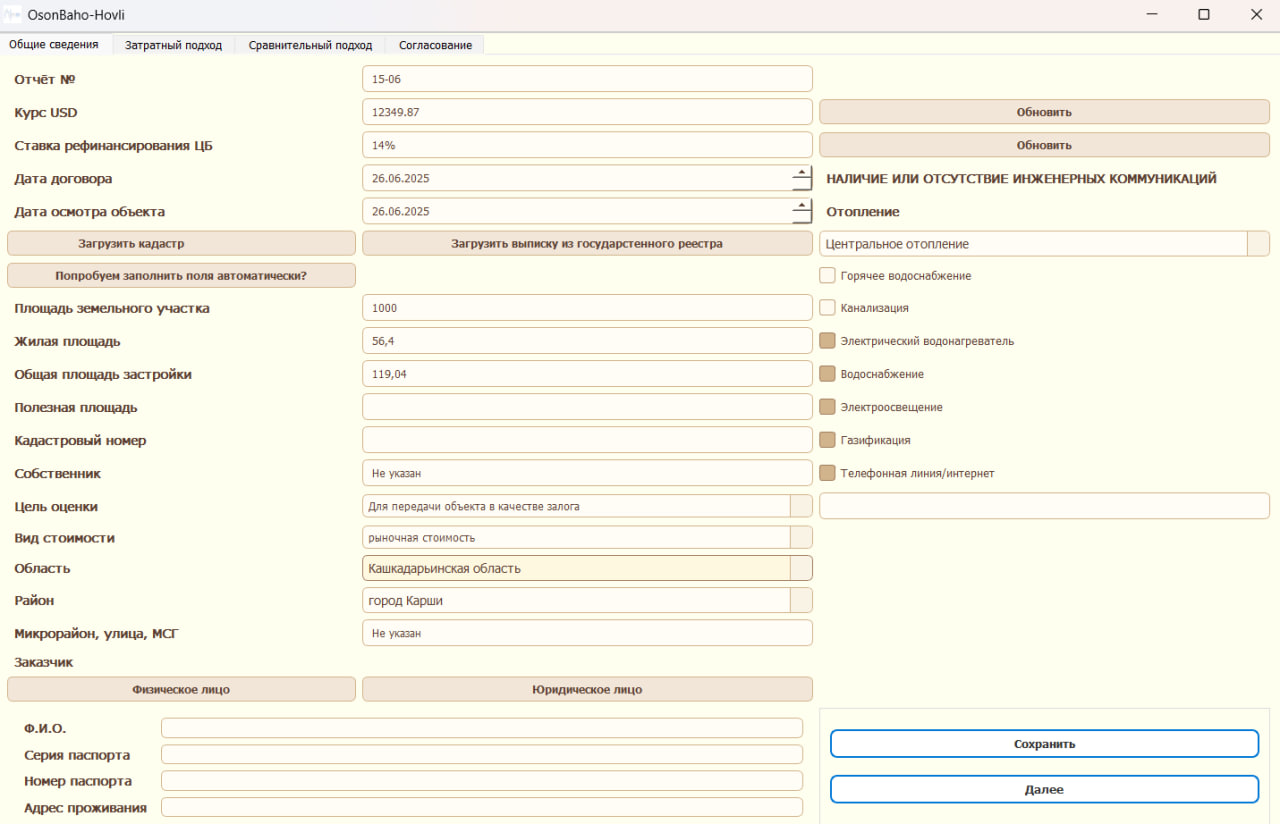 OsonBaho-Hovli
Общие сведения Затратный подход Сравнительный подход Согласование
Отчёт № 15-06
Курс USD 12349.87 Обновить
Ставка рефинансирования ЦБ 14% Обновить
Дата договора 26.06.2025 НАЛИЧИЕ ИЛИ ОТСУТСТВИЕ ИНЖЕНЕРНЫХ КОММУНИКАЦИЙ
Дата осмотра объекта 26.06.2025 Отопление
Загрузить кадастр Загрузить выписку из государстенного реестра Центральное отопление
Попробуем заполнить поля автоматически? Горячее водоснабжение
Площадь земельного участка 1000 Канализация
Жилая площадь 56,4 Электрический водонагреватель
Общая площадь застройки 119,04 Водоснабжение
Полезная площадь Электроосвещение
Кадастровый номер Газификация
Собственник Не указан Телефонная линия/интернет
Цель оценки Для передачи объекта в качестве залога
Вид стоимости рыночная стоимость
Область Кашкадарьинская область
Район город Карши
Микрорайон, улица, МСГ Не указан
Заказчик
Физическое лицо Юридическое лицо
Ф.И.О.
Серия паспорта Сохранить
Номер паспорта Далее
Адрес проживания